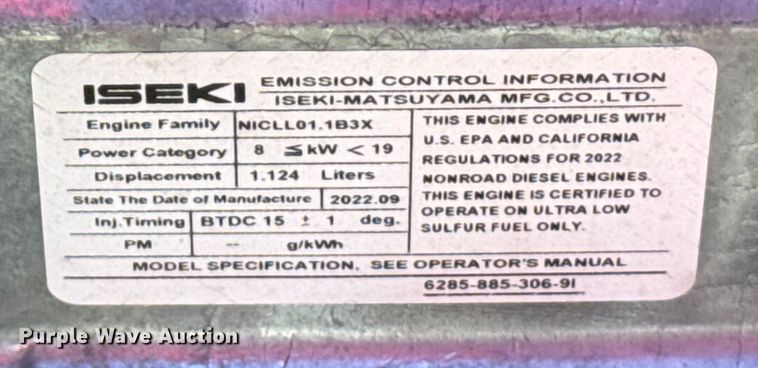 ISEKI EMISSION CONTROL INFORMATION
ISEKI-MATSUYAMA MFG.CO.,LTD.
Engine Family NICLL01.1B3X
Power Category 8 ≤kW < 19
Displacement 1.124 Liters
State The Date of Manufacture 2022.09
Inj.Timing BTDC 15 ± 1 deg.
PM -- g/kWh
THIS ENGINE COMPLIES WITH
U.S. EPA AND CALIFORNIA
REGULATIONS FOR 2022
NONROAD DIESEL ENGINES.
THIS ENGINE IS CERTIFIED TO
OPERATE ON ULTRA LOW
SULFUR FUEL ONLY.
MODEL SPECIFICATION, SEE OPERATOR'S MANUAL
6285-885-306-9I
Purple Wave Auction